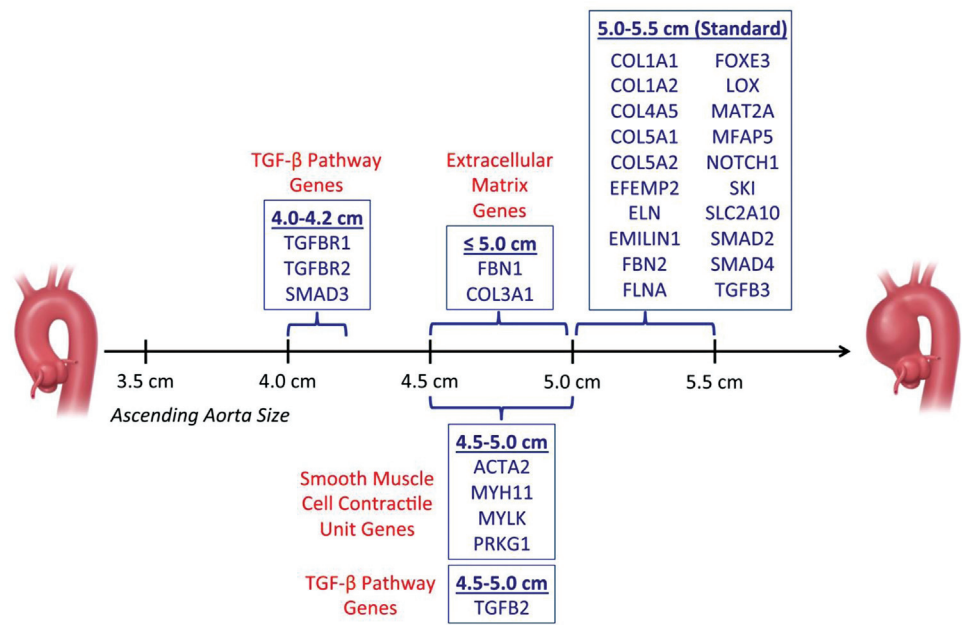 5.0-5.5 cm (Standard)
COL1A1 FOXE3
COL1A2 LOX
COL4A5 MAT2A
COL5A1 MFAP5
COL5A2 NOTCH1
EFEMP2 SKI
ELN SLC2A10
EMILIN1 SMAD2
FBN2 SMAD4
FLNA TGFB3
TGF-β Pathway
Genes
4.0-4.2 cm
TGFBR1
TGFBR2
SMAD3
Extracellular
Matrix
Genes
≤ 5.0 cm
FBN1
COL3A1
3.5 cm 4.0 cm 4.5 cm 5.0 cm 5.5 cm
Ascending Aorta Size
Smooth Muscle
Cell Contractile
Unit Genes
4.5-5.0 cm
ACTA2
MYH11
MYLK
PRKG1
TGF-β Pathway
Genes
4.5-5.0 cm
TGFB2